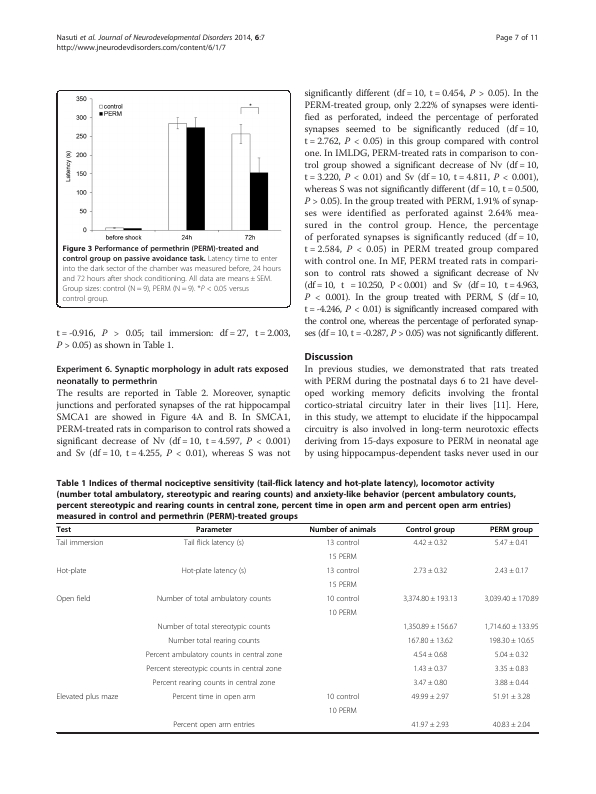 Nasuti et al. Journal of Neurodevelopmental Disorders 2014, 6:7
Page 7 of 11
http://www.jneurodevdisorders.com/content/6/1/7
350
300
250
200
150
100
50
0
Latency (s)
control
PERM
*
before shock
24h
72h
Figure 3 Performance of permethrin (PERM)-treated and
control group on passive avoidance task. Latency time to enter
into the dark sector of the chamber was measured before, 24 hours
and 72 hours after shock conditioning. All data are means ± SEM.
Group sizes: control (N = 9), PERM (N = 9). *P < 0.05 versus
control group.
t = -0.916, P > 0.05; tail immersion: df = 27, t = 2.003,
P > 0.05) as shown in Table 1.
Experiment 6. Synaptic morphology in adult rats exposed
neonatally to permethrin
The results are reported in Table 2. Moreover, synaptic
junctions and perforated synapses of the rat hippocampal
SMCA1 are showed in Figure 4A and B. In SMCA1,
PERM-treated rats in comparison to control rats showed a
significant decrease of Nv (df = 10, t = 4.597, P < 0.001)
and Sv (df = 10, t = 4.255, P < 0.01), whereas S was not
significantly different (df = 10, t = 0.454, P > 0.05). In the
PERM-treated group, only 2.22% of synapses were identi-
fied as perforated, indeed the percentage of perforated
synapses seemed to be significantly reduced (df = 10,
t = 2.762, P < 0.05) in this group compared with control
one. In IMLDG, PERM-treated rats in comparison to con-
trol group showed a significant decrease of Nv (df = 10,
t = 3.220, P < 0.01) and Sv (df = 10, t = 4.811, P < 0.001),
whereas S was not significantly different (df = 10, t = 0.500,
P > 0.05). In the group treated with PERM, 1.91% of synap-
ses were identified as perforated against 2.64% mea-
sured in the control group. Hence, the percentage
of perforated synapses is significantly reduced (df = 10,
t = 2.584, P < 0.05) in PERM treated group compared
with control one. In MF, PERM treated rats in compari-
son to control rats showed a significant decrease of Nv
(df = 10, t = 10.250, P < 0.001) and Sv (df = 10, t = 4.963,
P < 0.001). In the group treated with PERM, S (df = 10,
t = -4.246, P < 0.01) is significantly increased compared with
the control one, whereas the percentage of perforated synap-
ses (df = 10, t = -0.287, P > 0.05) was not significantly different.
Discussion
In previous studies, we demonstrated that rats treated
with PERM during the postnatal days 6 to 21 have devel-
oped working memory deficits involving the frontal
cortico-striatal circuitry later in their lives [11]. Here,
in this study, we attempt to elucidate if the hippocampal
circuitry is also involved in long-term neurotoxic effects
deriving from 15-days exposure to PERM in neonatal age
by using hippocampus-dependent tasks never used in our
Table 1 Indices of thermal nociceptive sensitivity (tail-flick latency and hot-plate latency), locomotor activity
(number total ambulatory, stereotypic and rearing counts) and anxiety-like behavior (percent ambulatory counts,
percent stereotypic and rearing counts in central zone, percent time in open arm and percent open arm entries)
measured in control and permethrin (PERM)-treated groups
Test Parameter Number of animals Control group PERM group
Tail immersion Tail flick latency (s) 13 control 4.42 ± 0.32 5.47 ± 0.41
15 PERM
Hot-plate Hot-plate latency (s) 13 control 2.73 ± 0.32 2.43 ± 0.17
15 PERM
Open field Number of total ambulatory counts 10 control 3,374.80 ± 193.13 3,039.40 ± 170.89
10 PERM
Number of total stereotypic counts 1,350.89 ± 156.67 1,714.60 ± 133.95
Number total rearing counts 167.80 ± 13.62 198.30 ± 10.65
Percent ambulatory counts in central zone 4.54 ± 0.68 5.04 ± 0.32
Percent stereotypic counts in central zone 1.43 ± 0.37 3.35 ± 0.83
Percent rearing counts in central zone 3.47 ± 0.80 3.88 ± 0.44
Elevated plus maze Percent time in open arm 10 control 49.99 ± 2.97 51.91 ± 3.28
10 PERM
Percent open arm entries 41.97 ± 2.93 40.83 ± 2.04